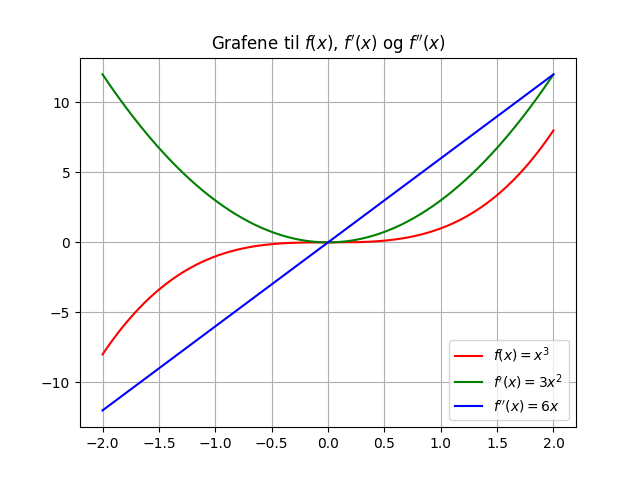 Grafene til f(x), f′(x) og f′′(x)
10
5
0
−5
−10
−2.0 −1.5 −1.0 −0.5 0.0 0.5 1.0 1.5 2.0
f(x) = x³
f′(x) = 3x²
f′′(x) = 6x